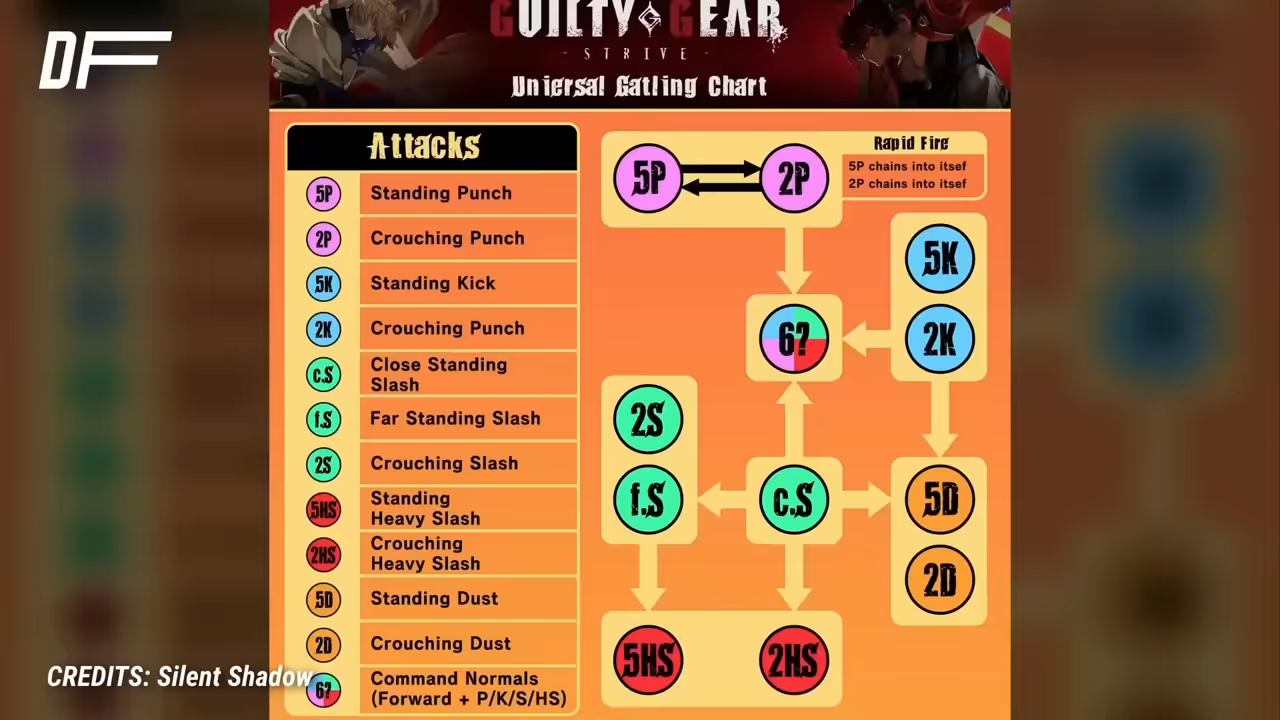 DF
GUILTY GEAR
- STRIVE -
Uniersal Gatling Chart
Attacks
5P Standing Punch
2P Crouching Punch
5K Standing Kick
2K Crouching Punch
c.S Close Standing
Slash
f.S Far Standing Slash
2S Crouching Slash
5HS Standing
Heavy Slash
2HS Crouching
Heavy Slash
5D Standing Dust
2D Crouching Dust
6? Command Normals
(Forward + P/K/S/HS)
5P
2P
Rapid Fire
5P chains into itsef
2P chains into itsef
5K
6?
2K
2S
f.S
c.S
5D
2D
5HS
2HS
CREDITS: Silent Shadow